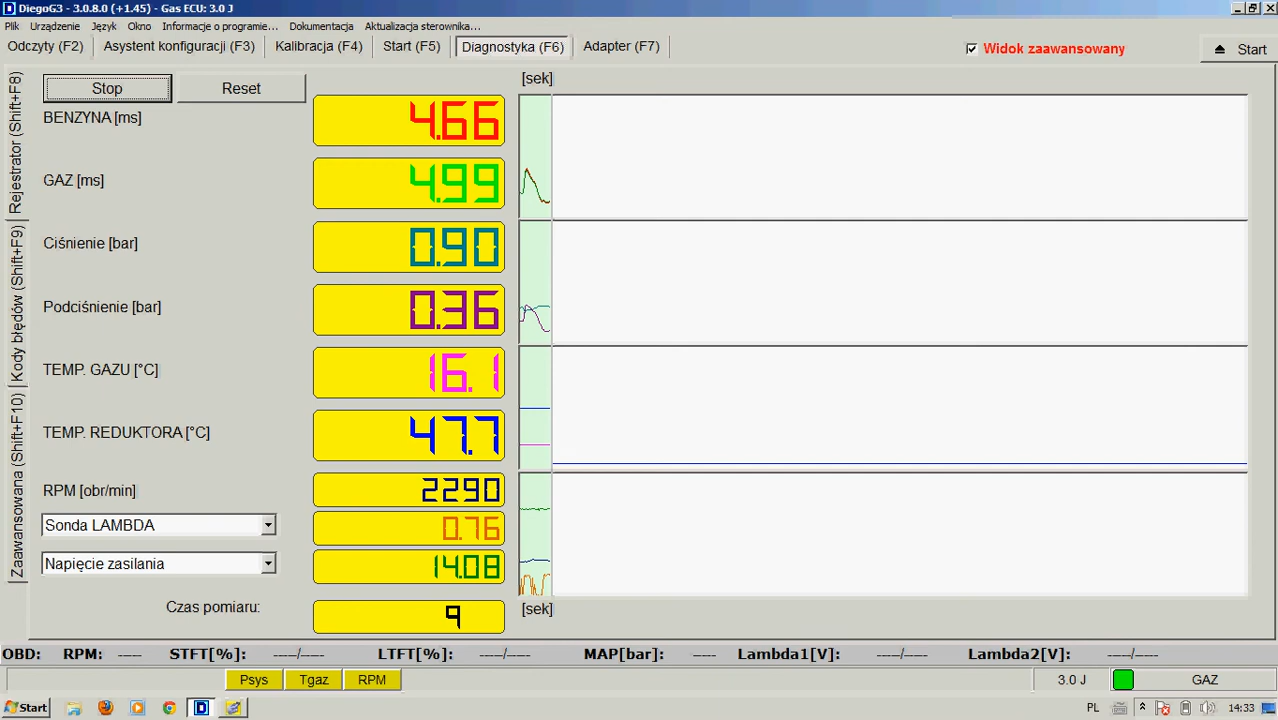 DiegoG3 - 3.0.8.0 (+1.45) - Gas ECU: 3.0 J
Plik Urządzenie Język Okno Informacje o programie... Dokumentacja Aktualizacja sterownika...
Odczyty (F2) Asystent konfiguracji (F3) Kalibracja (F4) Start (F5) Diagnostyka (F6) Adapter (F7) Widok zaawansowany Start
Rejestrator (Shift+F8)
Kody błędów (Shift+F9)
Zaawansowana (Shift+F10)
Stop Reset [sek]
BENZYNA [ms] 4.66
GAZ [ms] 4.99
Ciśnienie [bar] 0.90
Podciśnienie [bar] 0.36
TEMP. GAZU [°C] 16.1
TEMP. REDUKTORA [°C] 47.7
RPM [obr/min] 2290
Sonda LAMBDA 0.76
Napięcie zasilania 14.08
Czas pomiaru: 9 [sek]
OBD: RPM: ----- STFT[%]: -----/----- LTFT[%]: -----/----- MAP[bar]: ----- Lambda1[V]: -----/----- Lambda2[V]: -----/-----
Psys Tgaz RPM 3.0 J GAZ
Start D PL 14:33